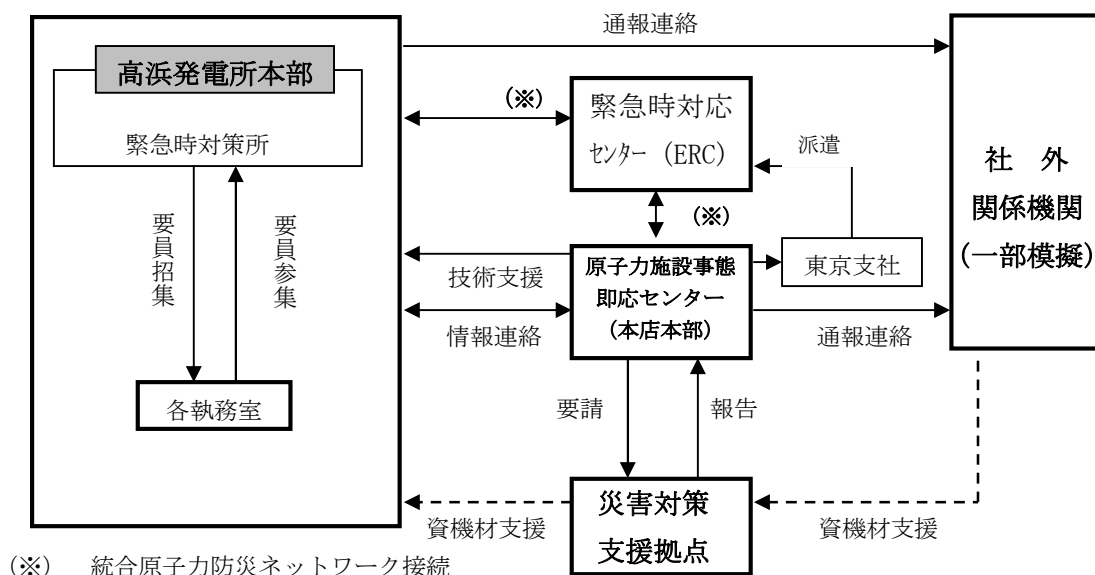 通報連絡
高浜発電所本部
緊急時対策所
要員招集
要員参集
各執務室
(※)
緊急時対応
センター (ERC)
派遣
(※)
東京支社
技術支援
情報連絡
原子力施設事態
即応センター
(本店本部)
通報連絡
社 外
関係機関
(一部模擬)
要請
報告
災害対策
支援拠点
資機材支援
資機材支援
(※) 統合原子力防災ネットワーク接続